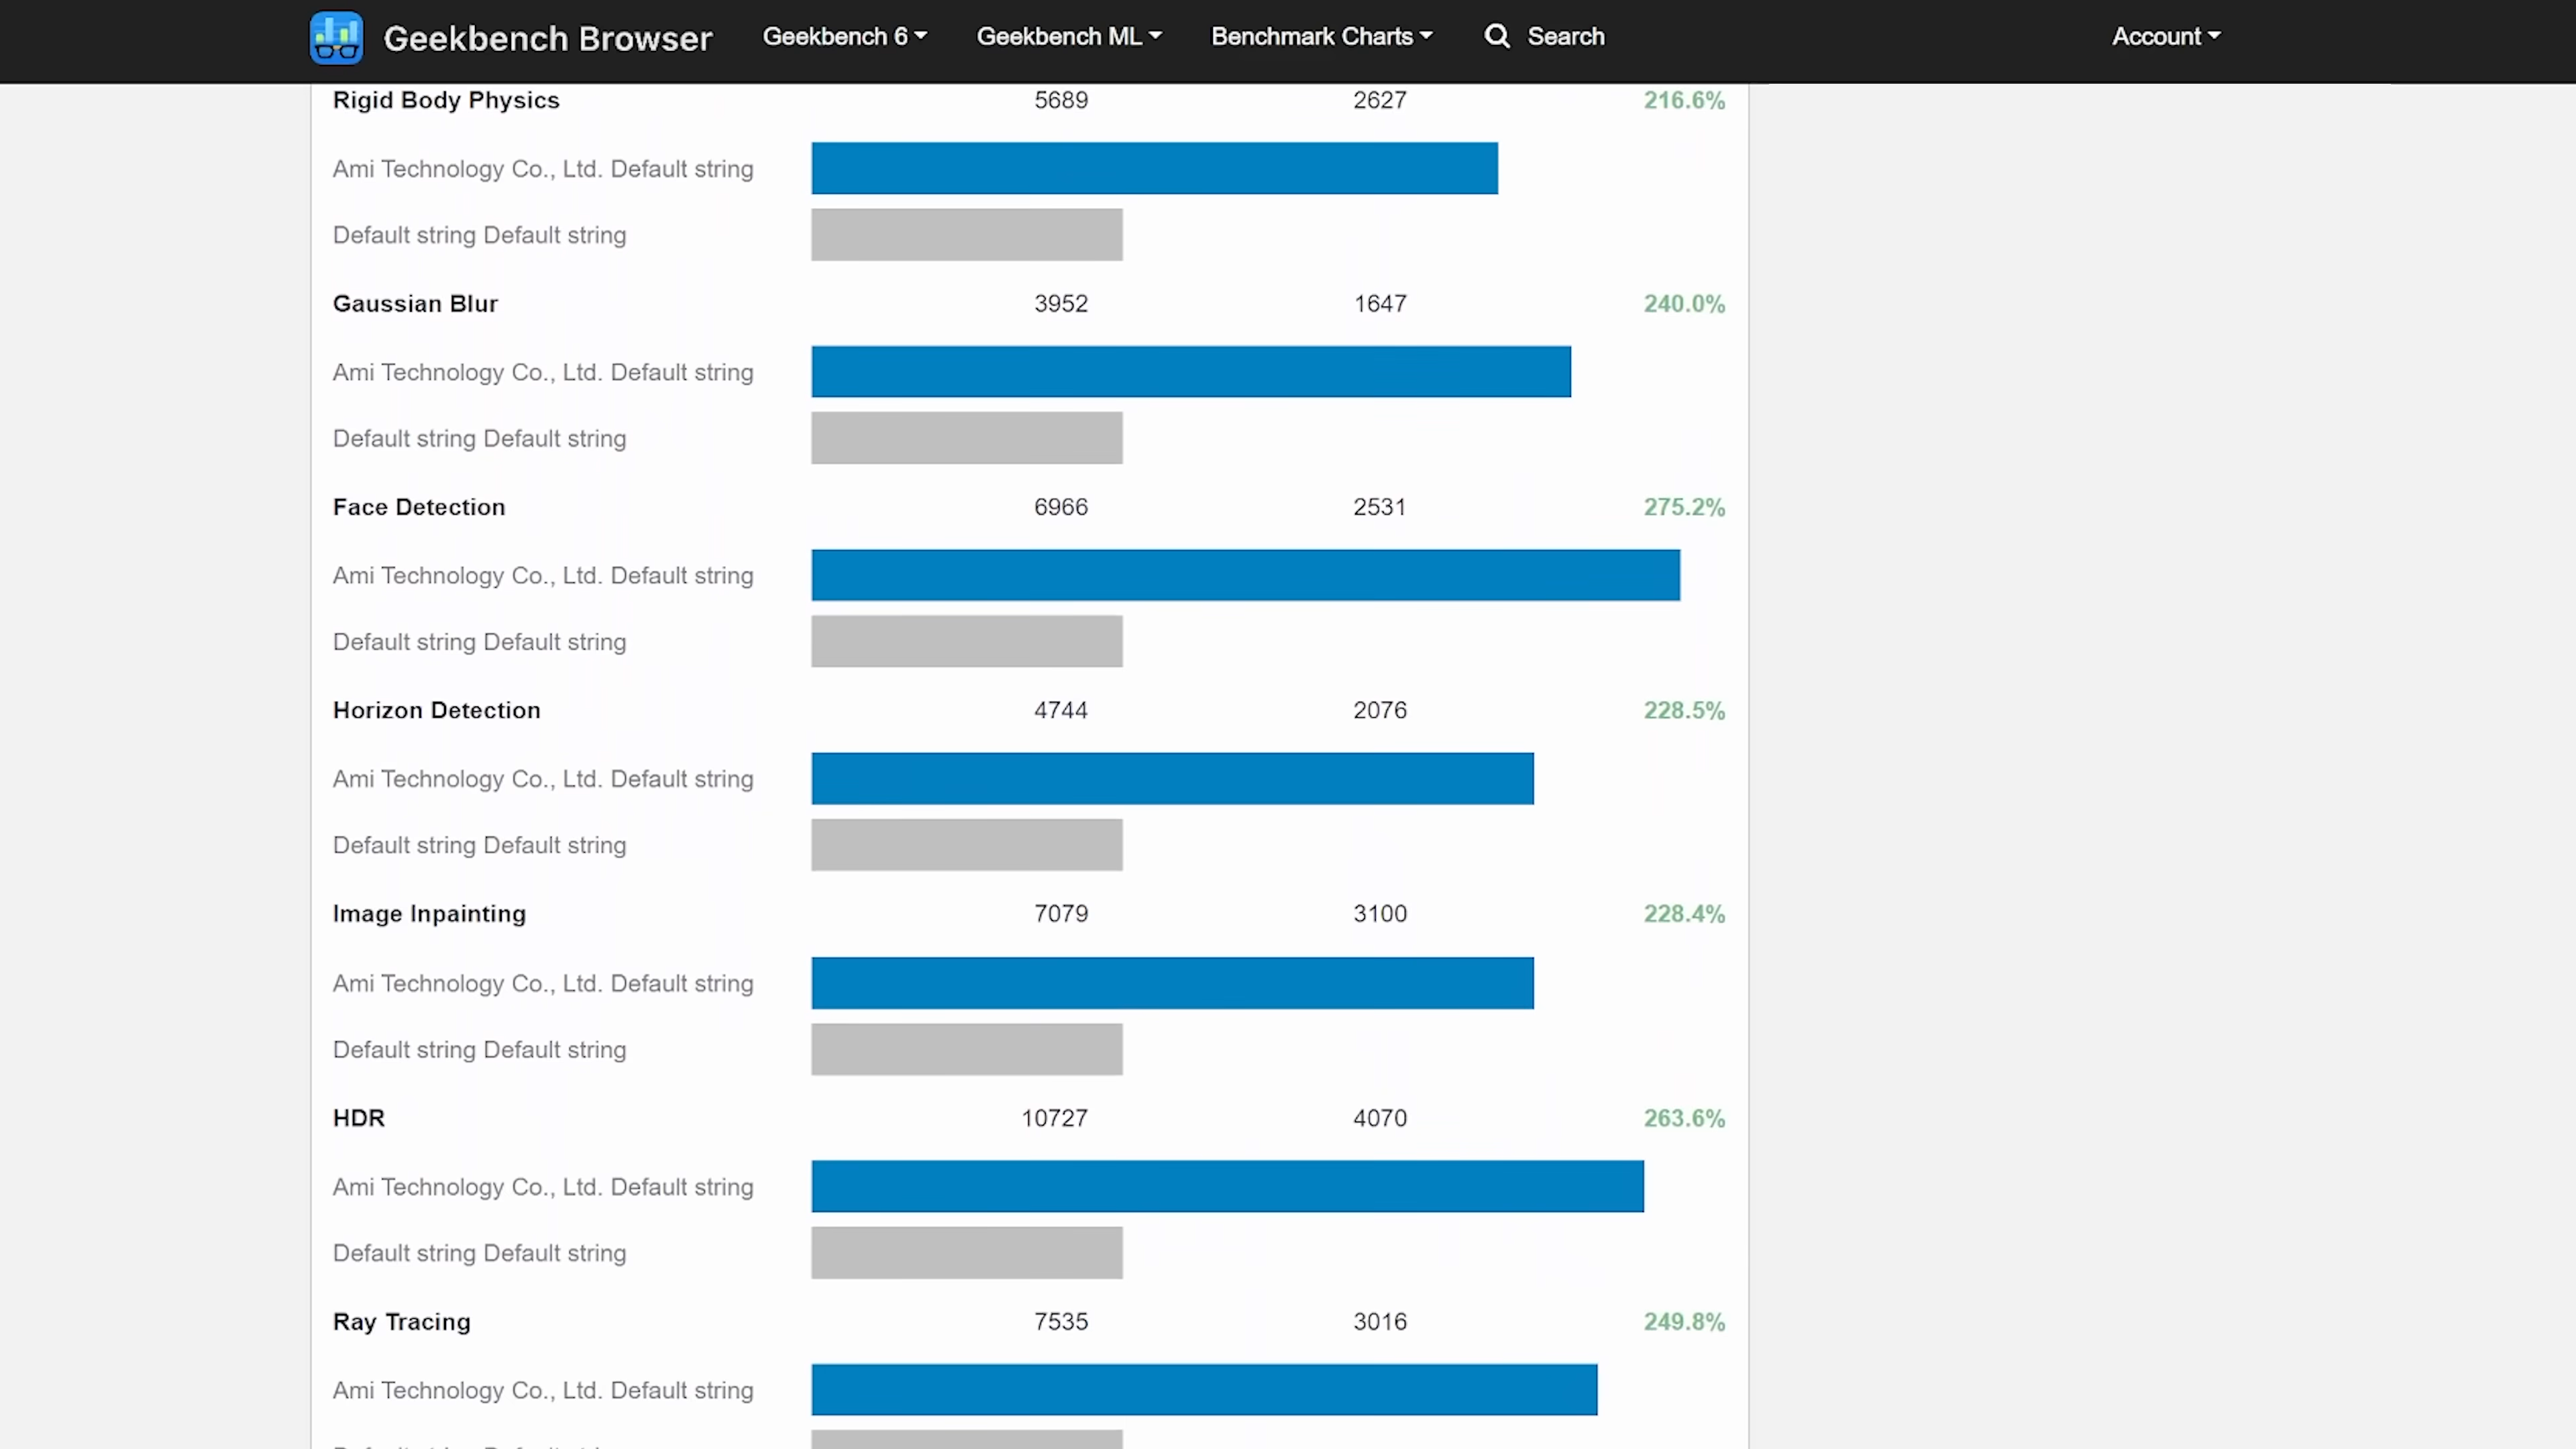 Geekbench Browser Geekbench 6 Geekbench ML Benchmark Charts Search Account
Rigid Body Physics 5689 2627 216.6%
Ami Technology Co., Ltd. Default string
Default string Default string
Gaussian Blur 3952 1647 240.0%
Ami Technology Co., Ltd. Default string
Default string Default string
Face Detection 6966 2531 275.2%
Ami Technology Co., Ltd. Default string
Default string Default string
Horizon Detection 4744 2076 228.5%
Ami Technology Co., Ltd. Default string
Default string Default string
Image Inpainting 7079 3100 228.4%
Ami Technology Co., Ltd. Default string
Default string Default string
HDR 10727 4070 263.6%
Ami Technology Co., Ltd. Default string
Default string Default string
Ray Tracing 7535 3016 249.8%
Ami Technology Co., Ltd. Default string